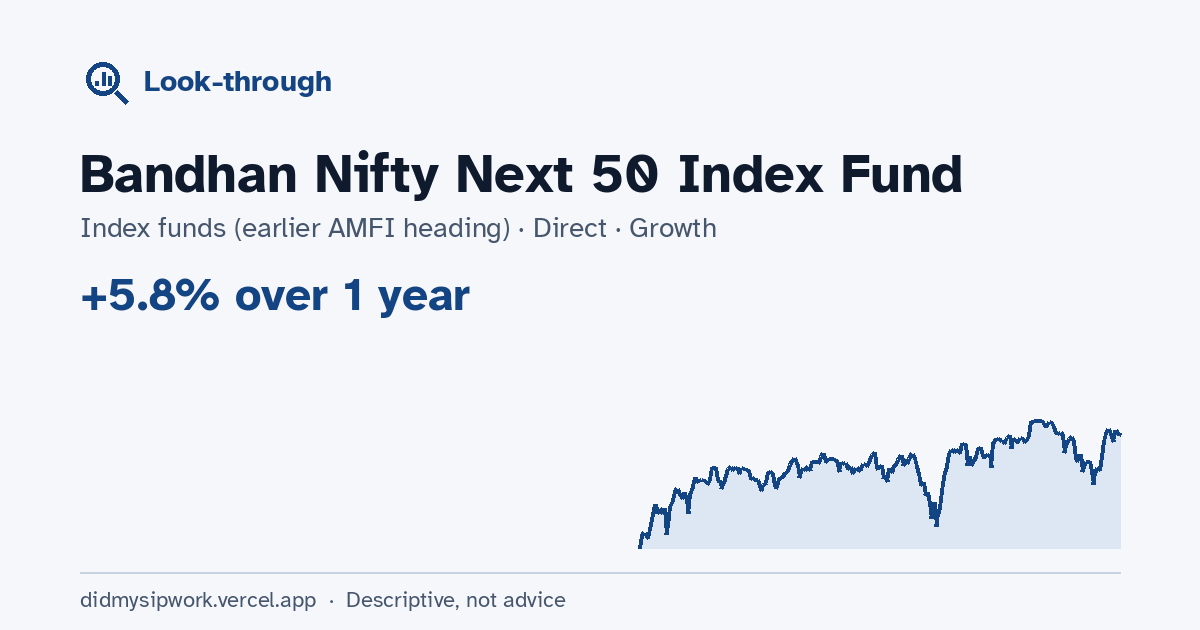 Look-through
Bandhan Nifty Next 50 Index Fund
Index funds (earlier AMFI heading) · Direct · Growth
+5.8% over 1 year
didmysipwork.vercel.app · Descriptive, not advice